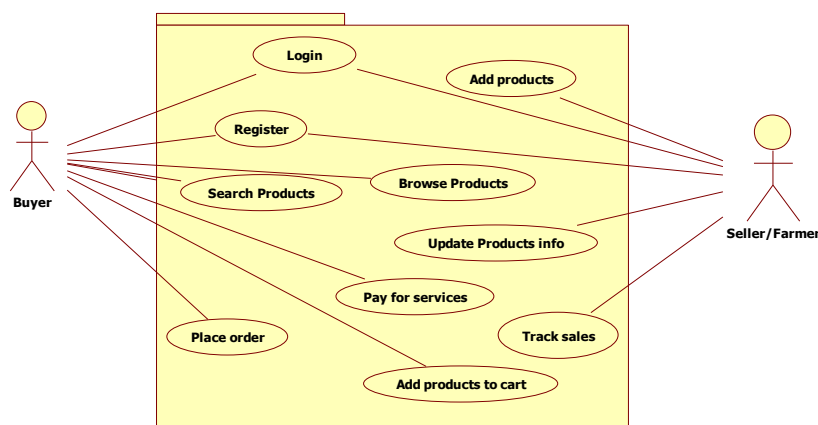 Login
Add products
Register
Browse Products
Search Products
Buyer
Seller/Farmer
Update Products info
Pay for services
Place order
Track sales
Add products to cart